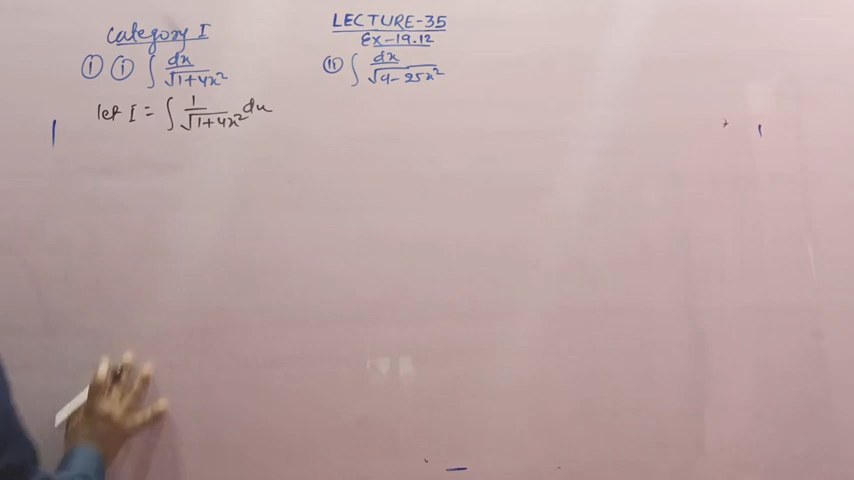 Category I
LECTURE-35
Ex-19.12
① ⓘ ∫ dx/√1+4x²
ⓘⓘ ∫ dx/√9-25x²
let I = ∫ 1/√1+4x² dx